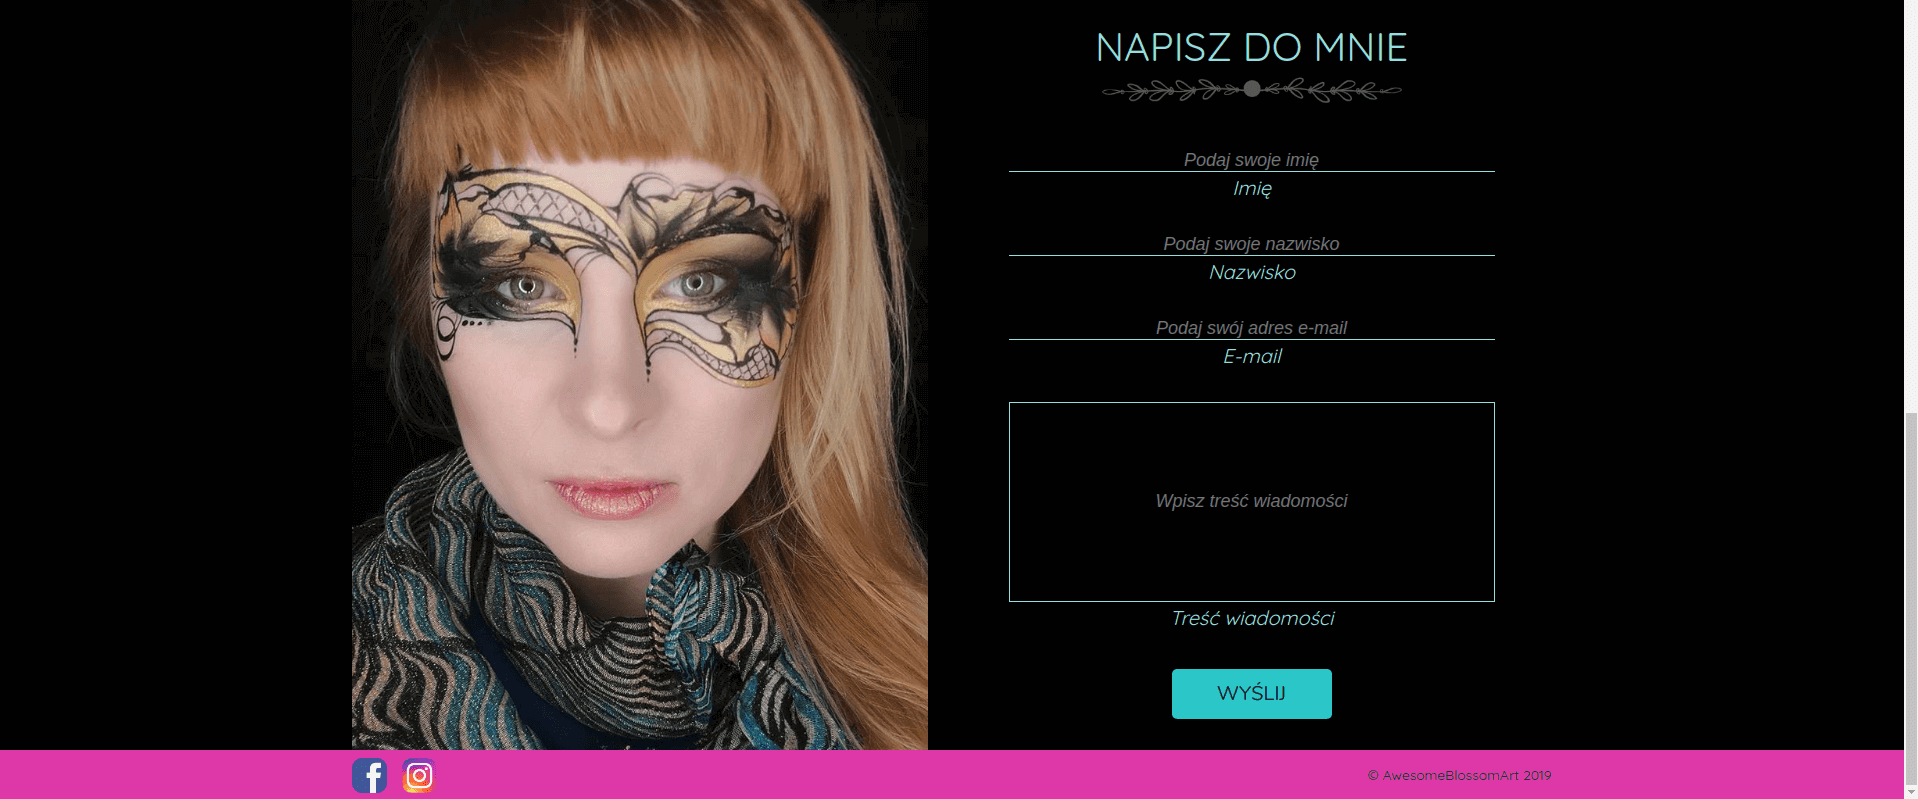 NAPISZ DO MNIE
Podaj swoje imię
Imię
Podaj swoje nazwisko
Nazwisko
Podaj swój adres e-mail
E-mail
Wpisz treść wiadomości
Treść wiadomości
WYŚLIJ
© AwesomeBlossomArt 2019